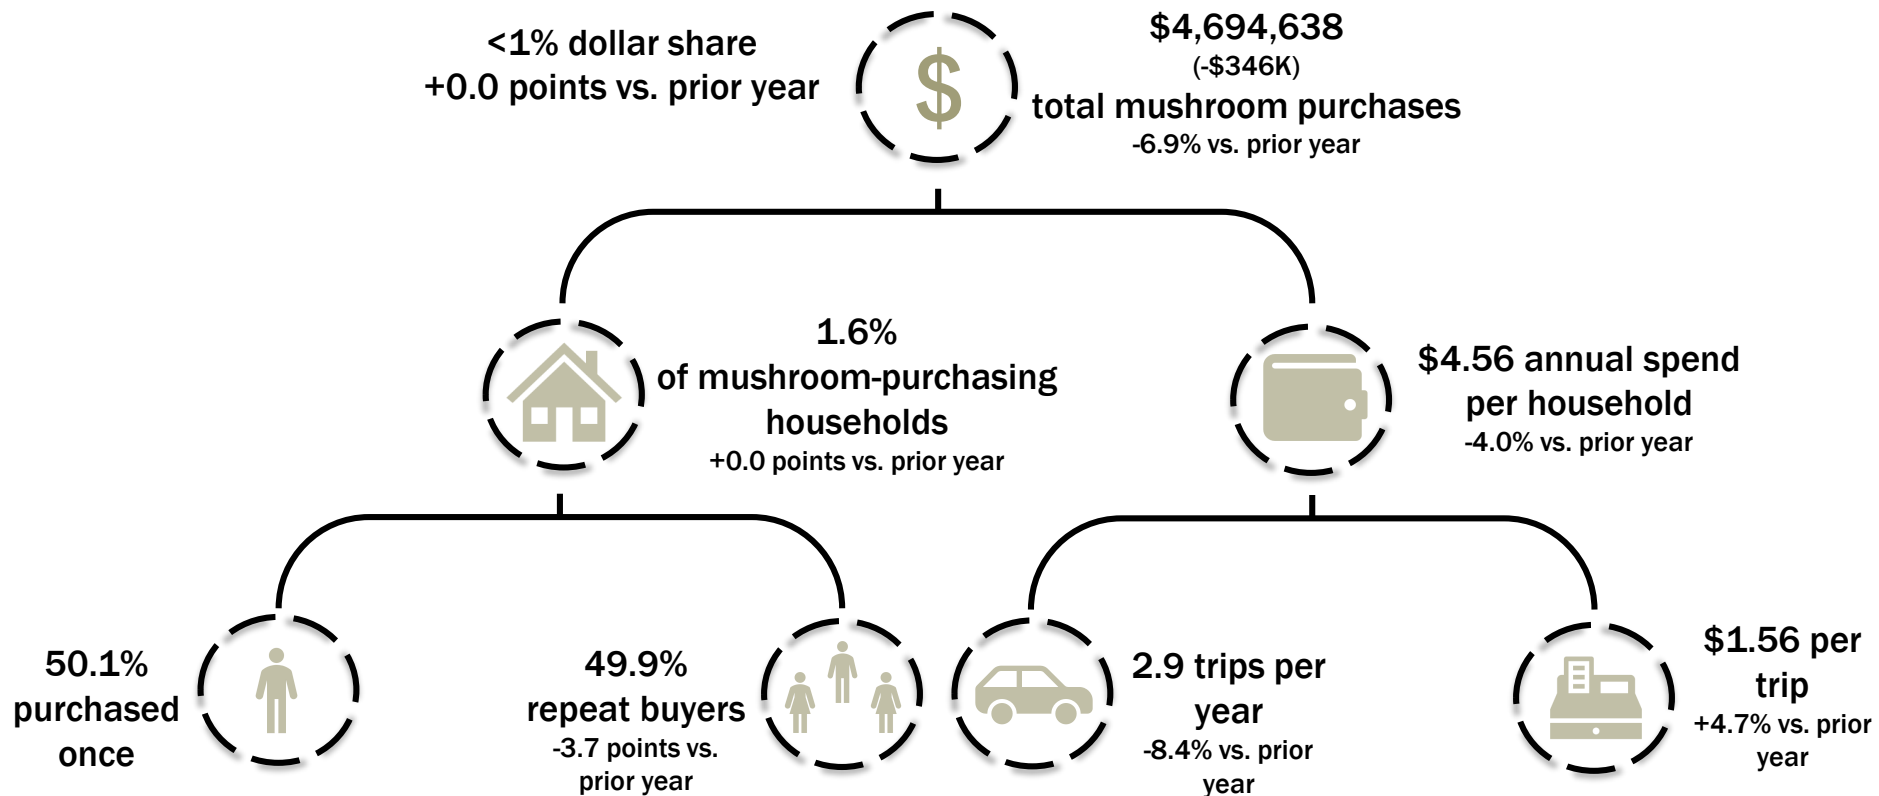 <1% dollar share
+0.0 points vs. prior year
$
$4,694,638
(-$346K)
total mushroom purchases
-6.9% vs. prior year
1.6%
of mushroom-purchasing
households
+0.0 points vs. prior year
$4.56 annual spend
per household
-4.0% vs. prior year
50.1%
purchased
once
49.9%
repeat buyers
-3.7 points vs.
prior year
2.9 trips per
year
-8.4% vs. prior
year
$1.56 per
trip
+4.7% vs. prior
year